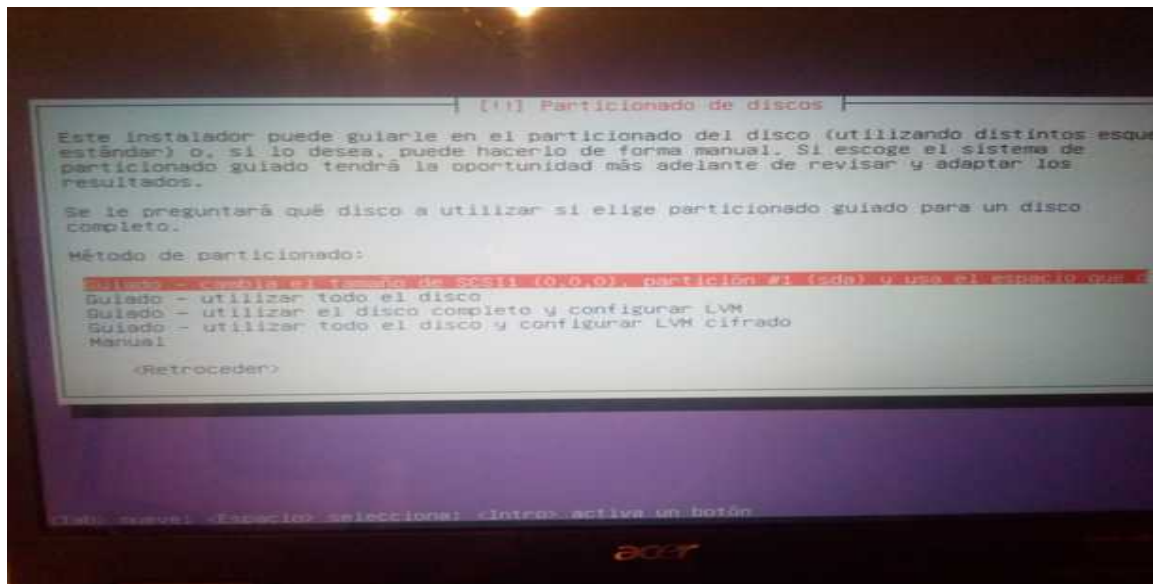 [!!] Particionado de discos
Este instalador puede guiarle en el particionado del disco (utilizando distintos esque
estándar) o, si lo desea, puede hacerlo de forma manual. Si escoge el sistema de
particionado guiado tendrá la oportunidad más adelante de revisar y adaptar los
resultados.
Se le preguntará qué disco a utilizar si elige particionado guiado para un disco
completo.
Método de particionado:
Guiado - cambia el tamaño de SCSI1 (0,0,0), partición #1 (sda) y usa el espacio que
Guiado - utilizar todo el disco
Guiado - utilizar el disco completo y configurar LVM
Guiado - utilizar todo el disco y configurar LVM cifrado
Manual
<Retroceder>
<Tab> mueve; <Espacio> selecciona; <Intro> activa un botón
acer